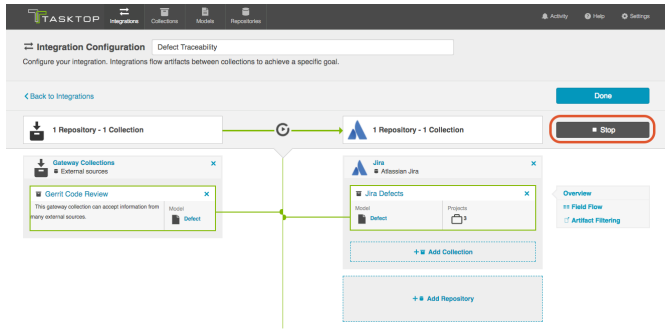 TASKTOP
Integrations Collections Models Repositories
Activity Help Settings
Integration Configuration Defect Traceability
Configure your integration. Integrations flow artifacts between collections to achieve a specific goal.
Back to Integrations
Done
1 Repository - 1 Collection
1 Repository - 1 Collection
Stop
Gateway Collections
External sources
Gerrit Code Review
This gateway collection can accept information from
many external sources.
Model
Defect
Jira
Atlassian Jira
Jira Defects
Model
Defect
Projects
3
+ Add Collection
+ Add Repository
Overview
Field Flow
Artifact Filtering